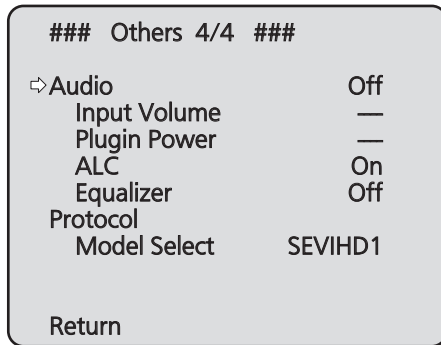 ### Others 4/4 ###
⇨Audio Off
Input Volume —
Plugin Power —
ALC On
Equalizer Off
Protocol
Model Select SEVIHD1
Return